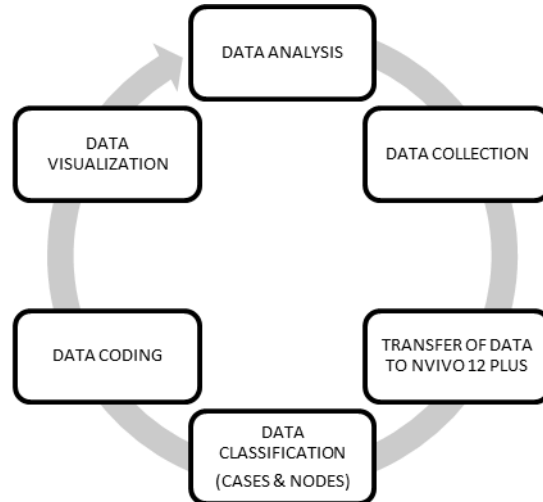 DATA ANALYSIS
DATA COLLECTION
TRANSFER OF DATA
TO NVIVO 12 PLUS
DATA
CLASSIFICATION
(CASES & NODES)
DATA CODING
DATA
VISUALIZATION